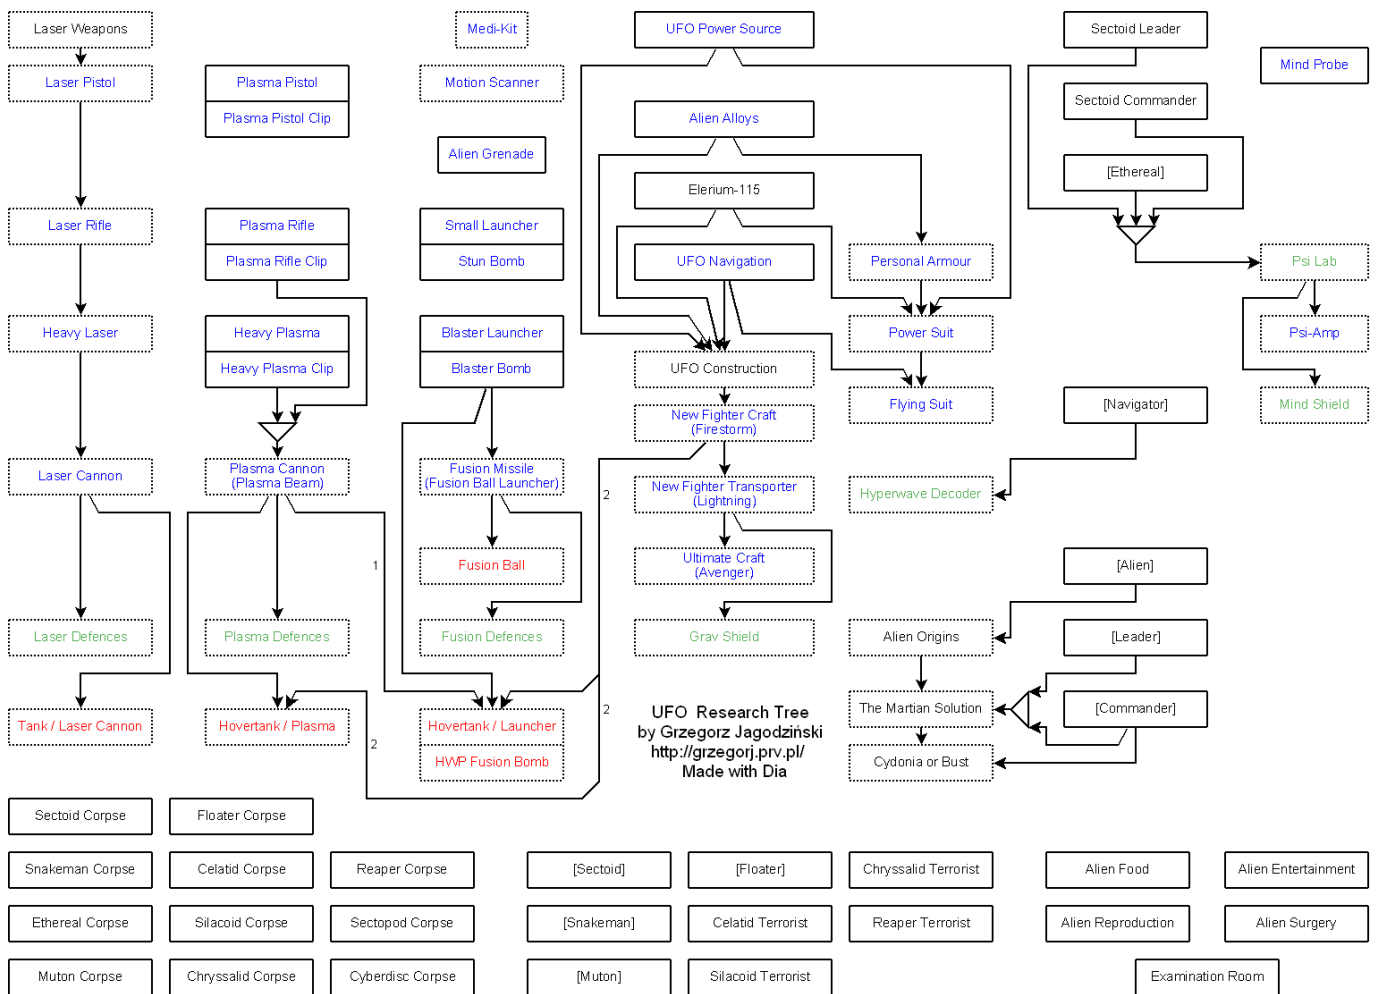 Laser Weapons
Medi-Kit
UFO Power Source
Sectoid Leader
Mind Probe
Laser Pistol
Plasma Pistol
Motion Scanner
Plasma Pistol Clip
Alien Alloys
Sectoid Commander
Alien Grenade
[Ethereal]
Elerium-115
Laser Rifle
Plasma Rifle
Small Launcher
Plasma Rifle Clip
Stun Bomb
UFO Navigation
Personal Armour
Psi Lab
Heavy Laser
Heavy Plasma
Blaster Launcher
Power Suit
Psi-Amp
Heavy Plasma Clip
Blaster Bomb
UFO Construction
New Fighter Craft
(Firestorm)
Flying Suit
[Navigator]
Mind Shield
Laser Cannon
Plasma Cannon
(Plasma Beam)
Fusion Missile
(Fusion Ball Launcher)
2
New Fighter Transporter
(Lightning)
Hyperwave Decoder
1
Fusion Ball
Ultimate Craft
(Avenger)
[Alien]
Laser Defences
Plasma Defences
Fusion Defences
Grav Shield
Alien Origins
[Leader]
Tank / Laser Cannon
Hovertank / Plasma
2
Hovertank / Launcher
HWP Fusion Bomb
2
UFO Research Tree
by Grzegorz Jagodziński
http://grzegorj.prv.pl/
Made with Dia
The Martian Solution
[Commander]
Cydonia or Bust
Sectoid Corpse
Floater Corpse
Snakeman Corpse
Celatid Corpse
Reaper Corpse
[Sectoid]
[Floater]
Chryssalid Terrorist
Alien Food
Alien Entertainment
Ethereal Corpse
Silacoid Corpse
Sectopod Corpse
[Snakeman]
Celatid Terrorist
Reaper Terrorist
Alien Reproduction
Alien Surgery
Muton Corpse
Chryssalid Corpse
Cyberdisc Corpse
[Muton]
Silacoid Terrorist
Examination Room